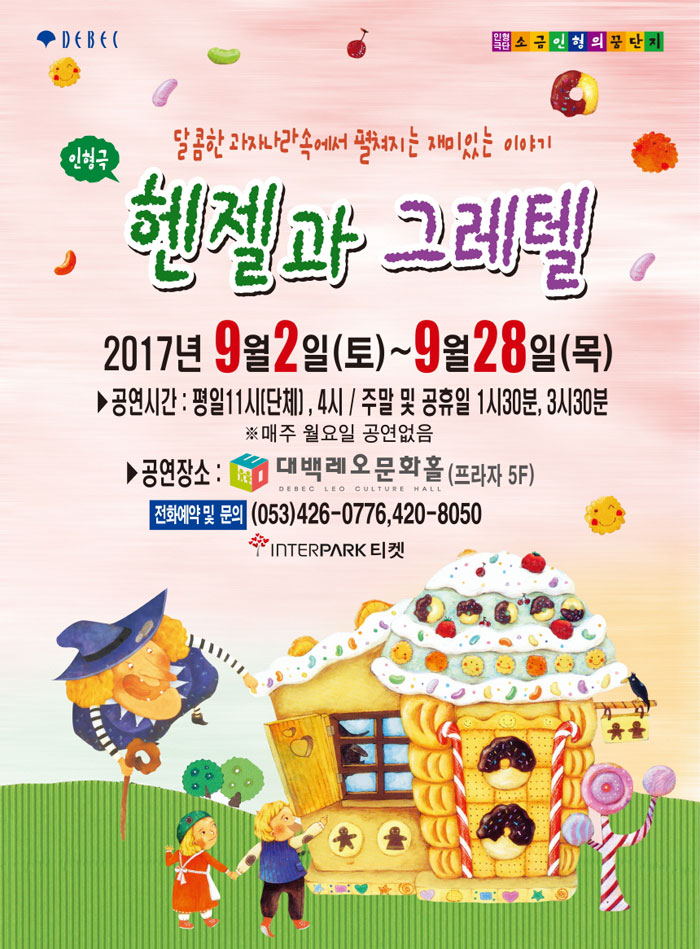 DEBEC
인형극단 소금인형의꿈단지
달콤한 과자나라속에서 펼쳐지는 재미있는 이야기
인형극
헨젤과 그레텔
2017년 9월2일(토)~9월28일(목)
▶공연시간 : 평일11시(단체) , 4시 / 주말 및 공휴일 1시30분, 3시30분
※매주 월요일 공연없음
▶공연장소 : 대백레오문화홀 (프라자 5F)
DEBEC LEO CULTURE HALL
전화예약 및 문의 (053)426-0776,420-8050
INTERPARK 티켓